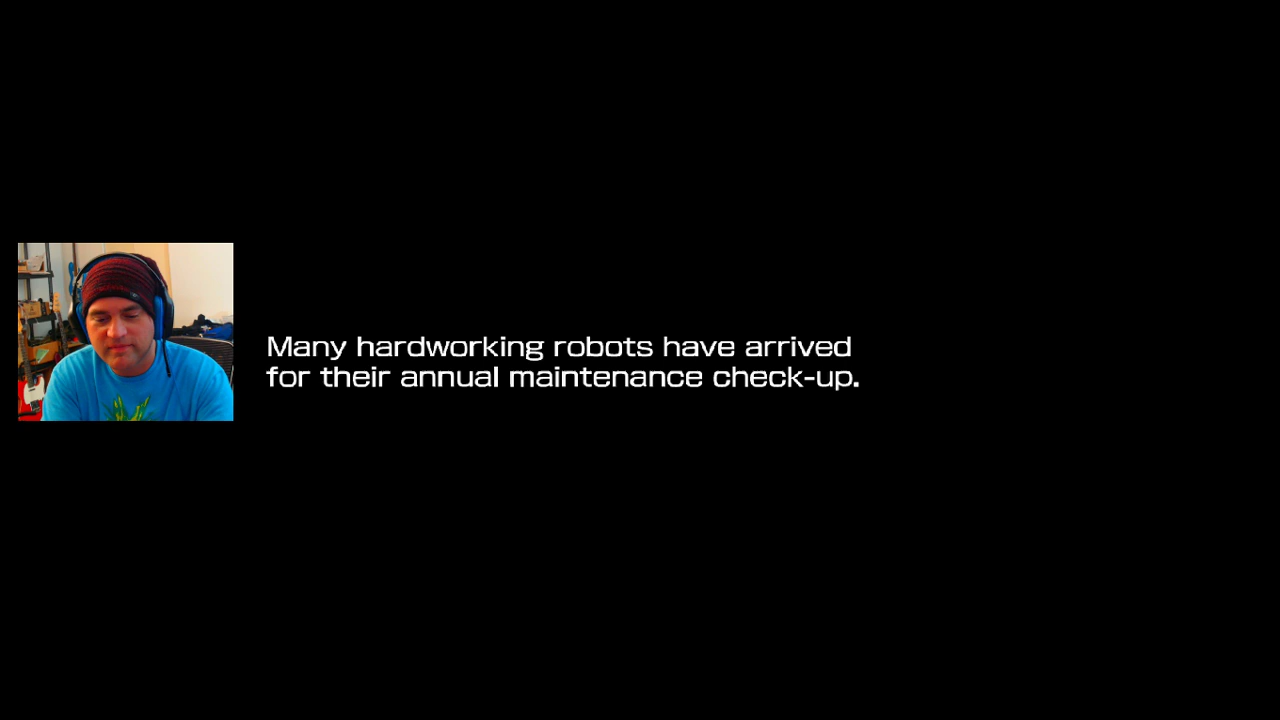 Many hardworking robots have arrived
for their annual maintenance check-up.